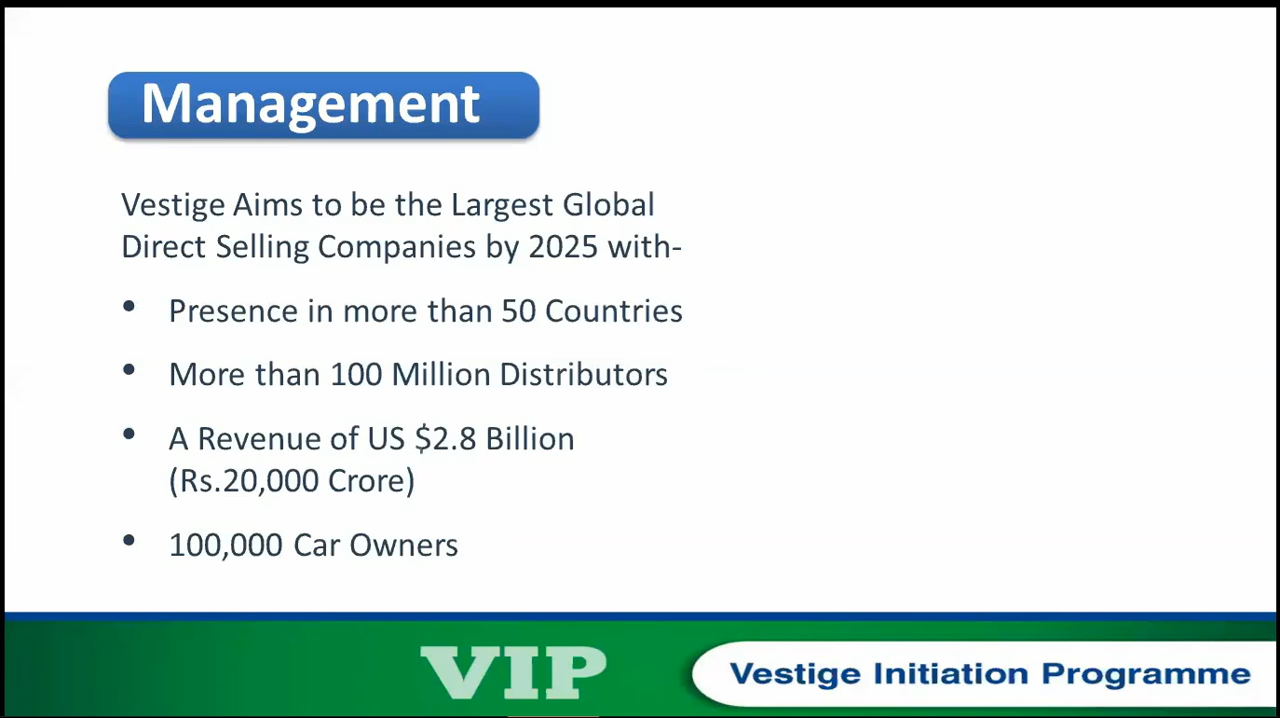 Management
Vestige Aims to be the Largest Global
Direct Selling Companies by 2025 with-
• Presence in more than 50 Countries
• More than 100 Million Distributors
• A Revenue of US $2.8 Billion
(Rs.20,000 Crore)
• 100,000 Car Owners
VIP
Vestige Initiation Programme